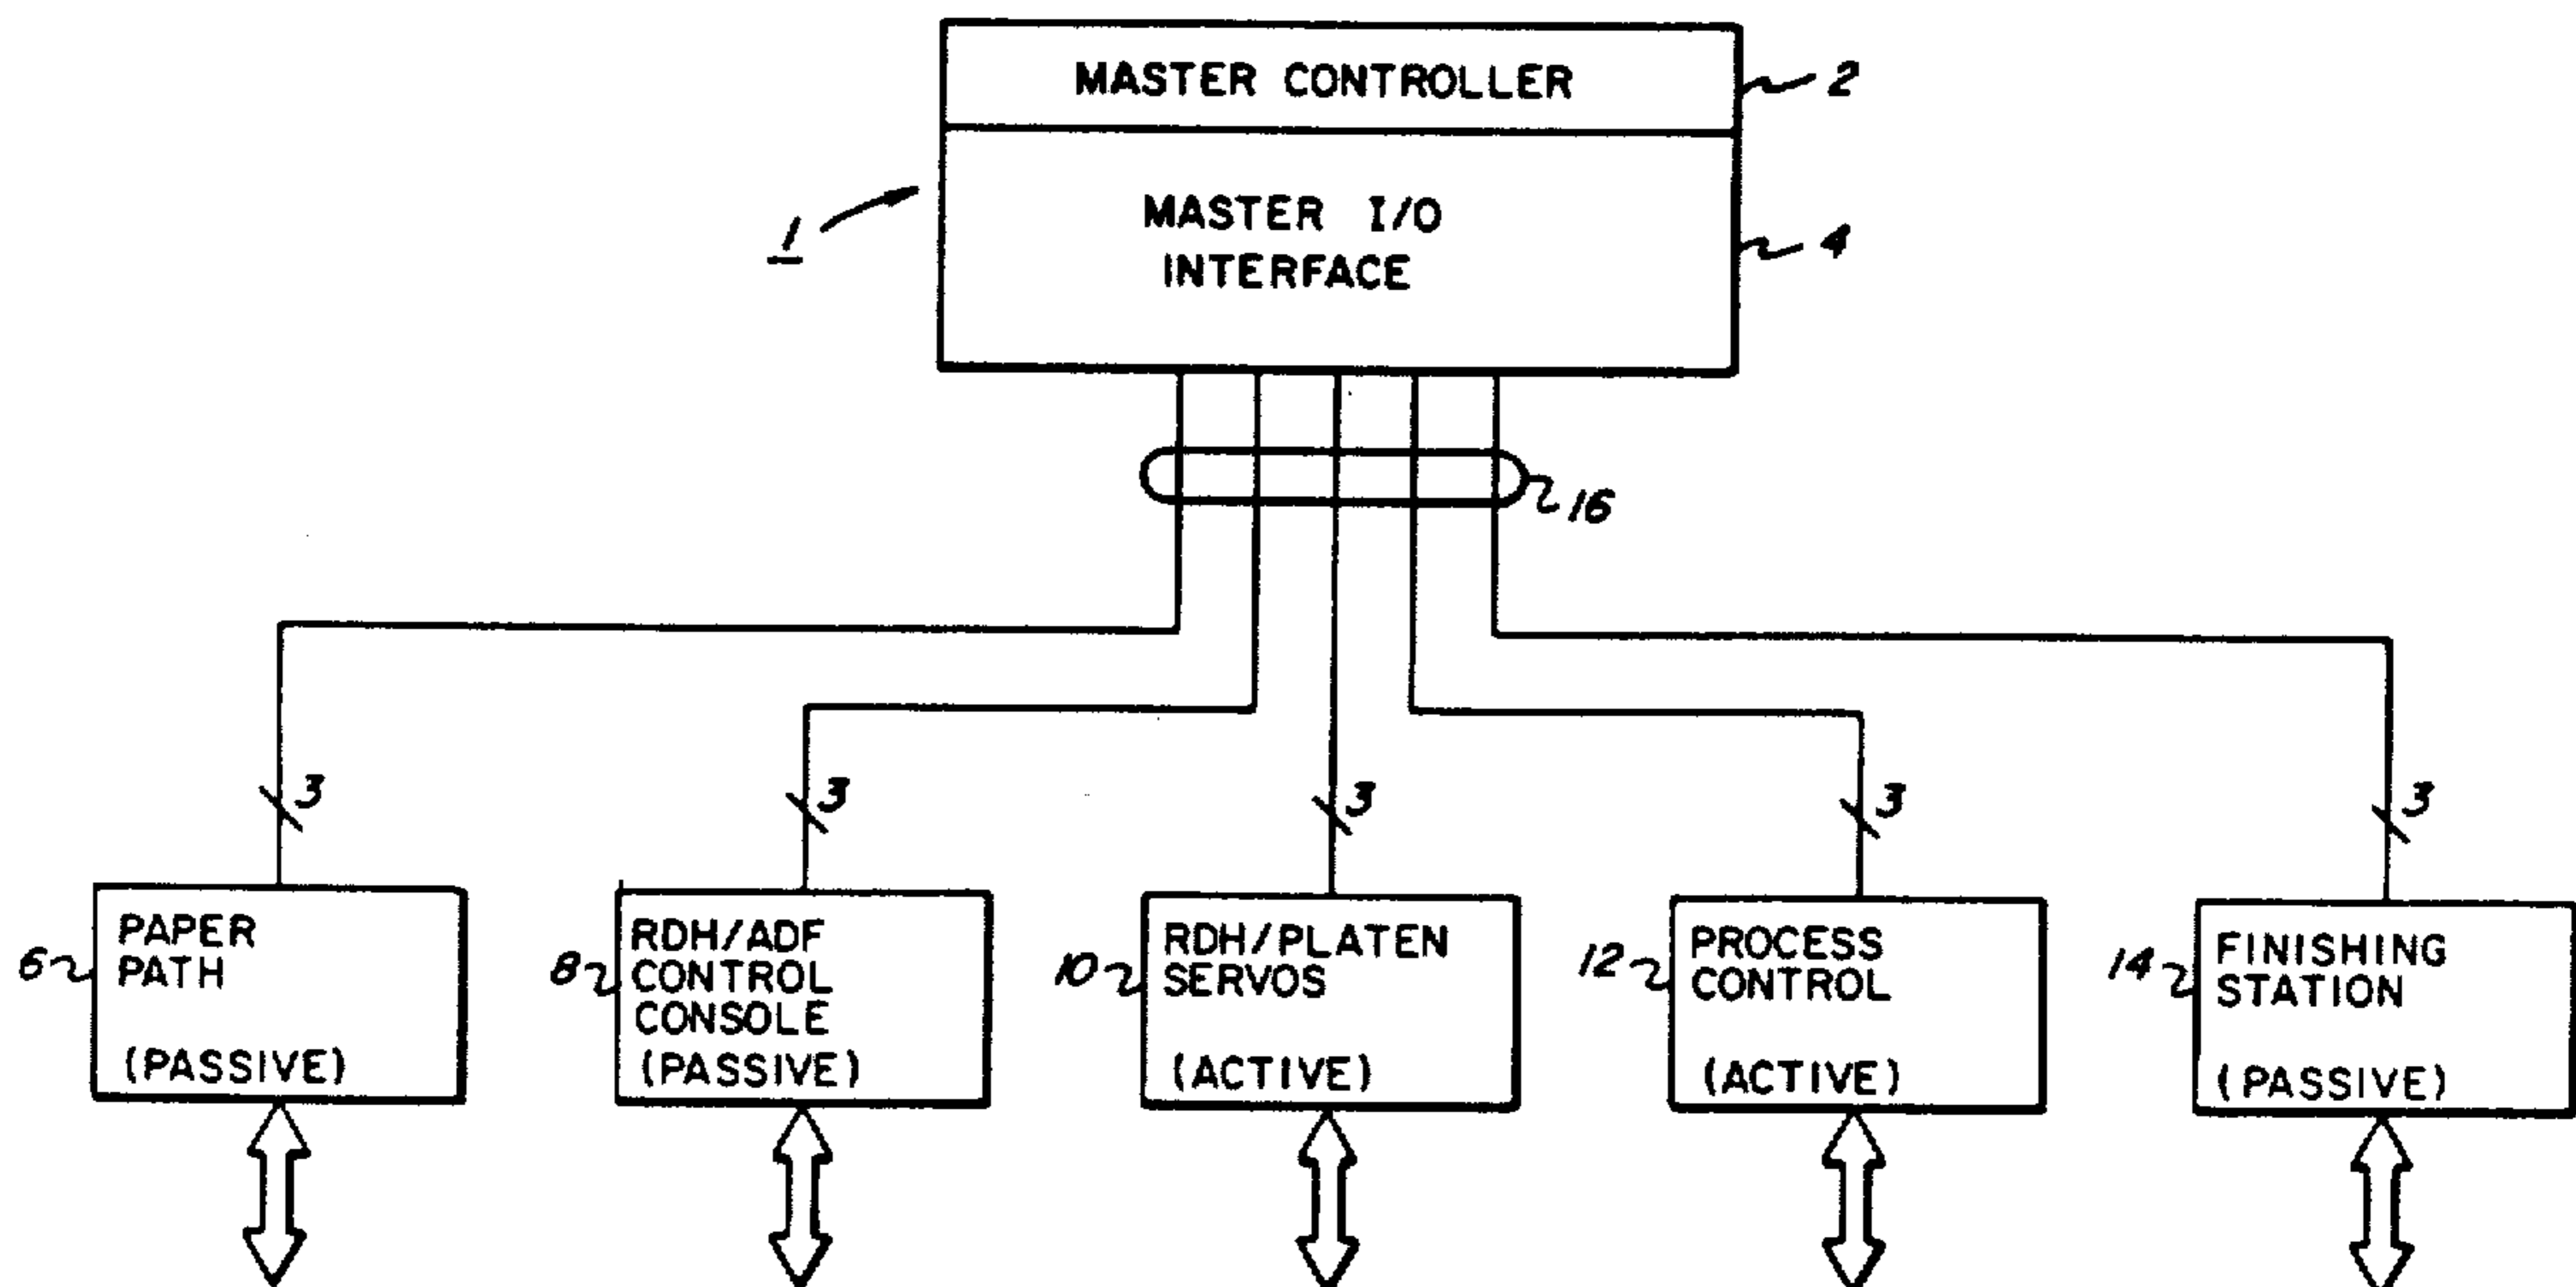 MASTER CONTROLLER
2
MASTER I/O
INTERFACE
1
4
16
3
3
3
3
3
PAPER
PATH
(PASSIVE)
6
RDH/ADF
CONTROL
CONSOLE
(PASSIVE)
8
RDH/PLATEN
SERVOS
(ACTIVE)
10
PROCESS
CONTROL
(ACTIVE)
12
FINISHING
STATION
(PASSIVE)
14